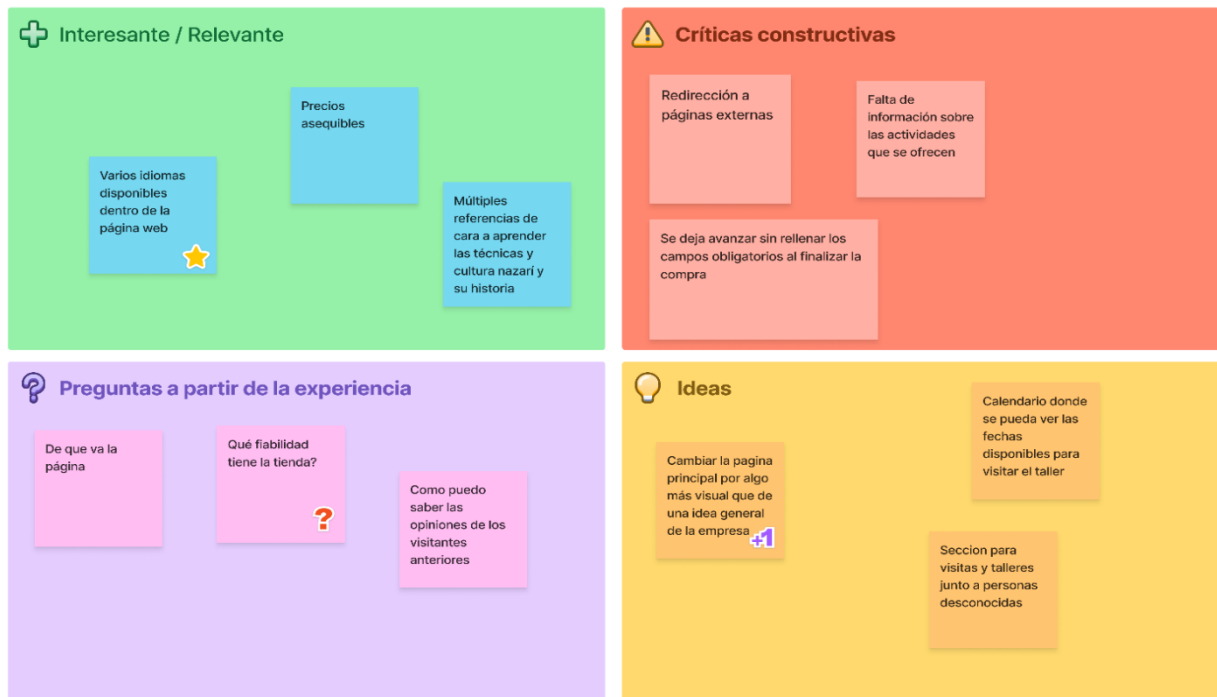 Interesante / Relevante
Precios
asequibles
Varios idiomas
disponibles
dentro de la
página web
Múltiples
referencias de
cara a aprender
las técnicas y
cultura nazarí y
su historia
Críticas constructivas
Redirección a
páginas externas
Falta de
información sobre
las actividades
que se ofrecen
Se deja avanzar sin rellenar los
campos obligatorios al finalizar la
compra
Preguntas a partir de la experiencia
De que va la
página
Qué fiabilidad
tiene la tienda?
?
Como puedo
saber las
opiniones de los
visitantes
anteriores
Ideas
Calendario donde
se pueda ver las
fechas
disponibles para
visitar el taller
Cambiar la pagina
principal por algo
más visual que de
una idea general
de la empresa
+1
Seccion para
visitas y talleres
junto a personas
desconocidas